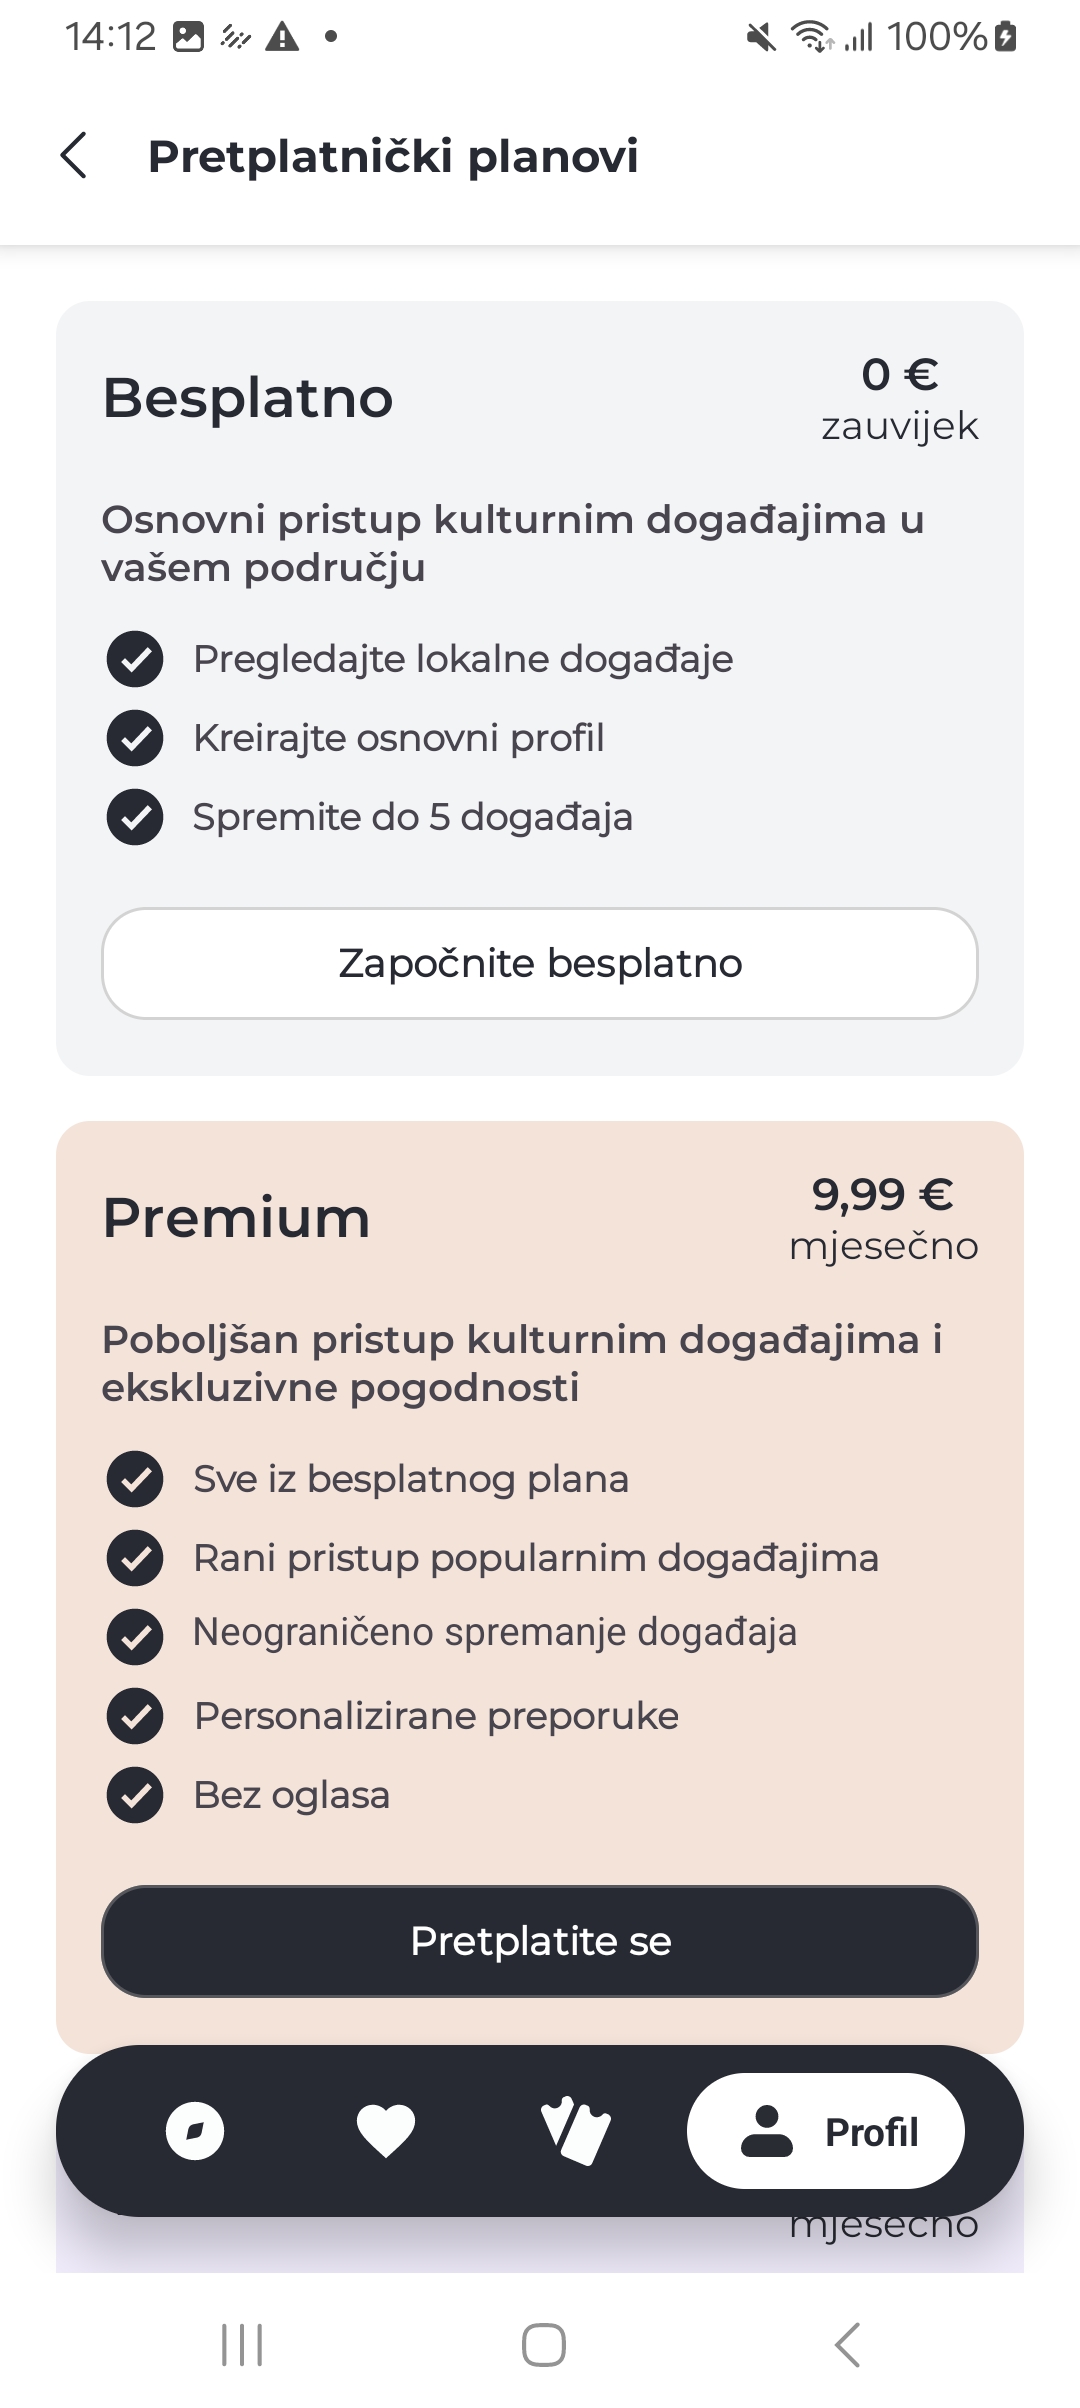 14:12
100%
Pretplatnički planovi
Besplatno
0 €
zauvijek
Osnovni pristup kulturnim događajima u
vašem području
Pregledajte lokalne događaje
Kreirajte osnovni profil
Spremite do 5 događaja
Započnite besplatno
Premium
9,99 €
mjesečno
Poboljšan pristup kulturnim događajima i
ekskluzivne pogodnosti
Sve iz besplatnog plana
Rani pristup popularnim događajima
Neograničeno spremanje događaja
Personalizirane preporuke
Bez oglasa
Pretplatite se
Profil
mjesečno